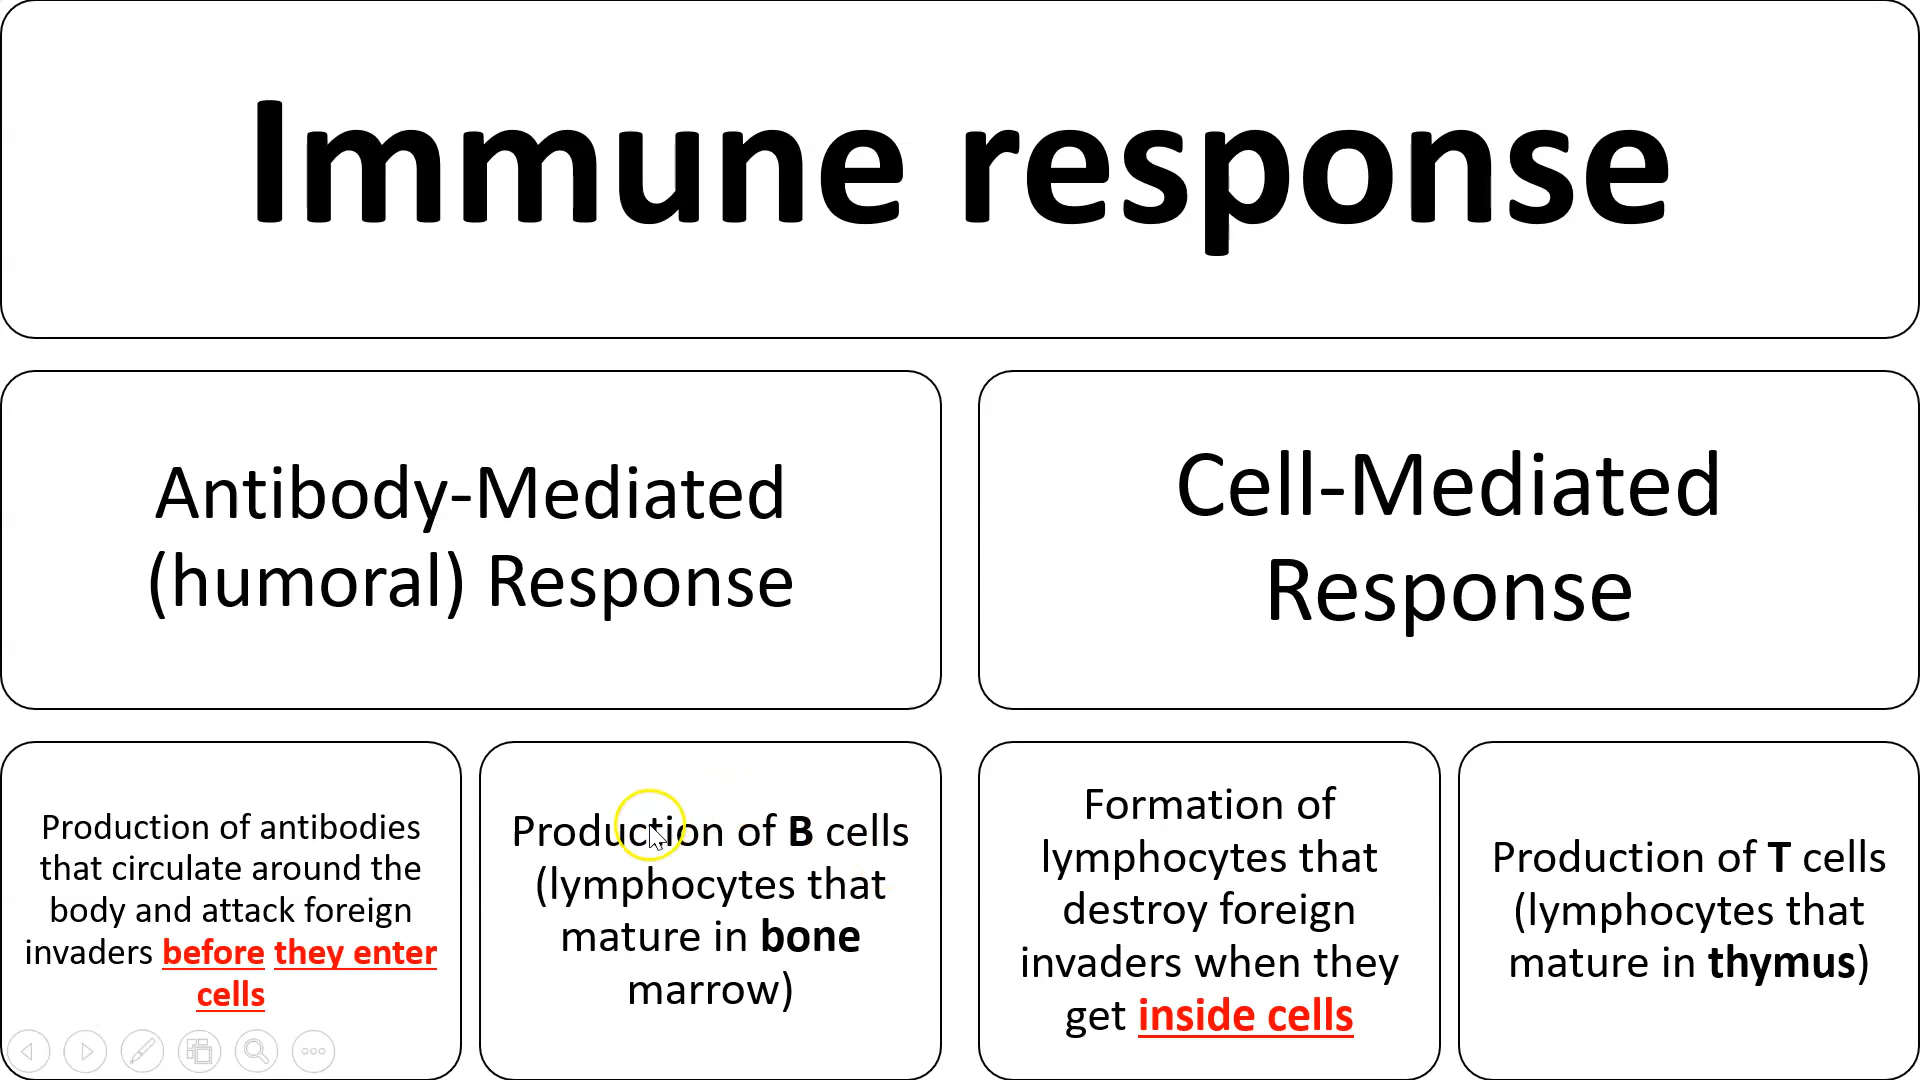 Immune response
Antibody-Mediated
(humoral) Response
Cell-Mediated
Response
Production of antibodies
that circulate around the
body and attack foreign
invaders before they enter
cells
Production of B cells
(lymphocytes that
mature in bone
marrow)
Formation of
lymphocytes that
destroy foreign
invaders when they
get inside cells
Production of T cells
(lymphocytes that
mature in thymus)